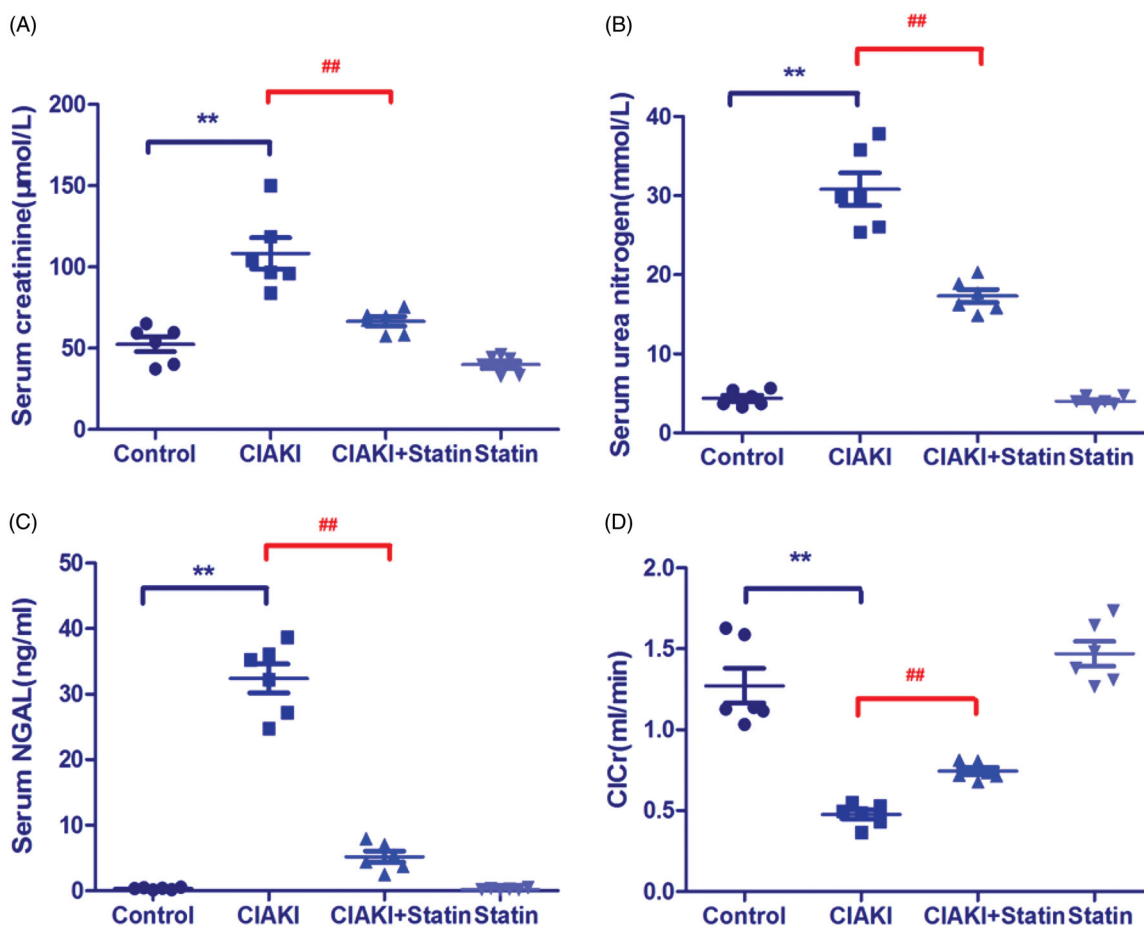 (A)
##
**
200
150
100
50
0
Serum creatinine(μmol/L)
Control CIAKI CIAKI+Statin Statin
(B)
##
**
40
30
20
10
0
Serum urea nitrogen(mmol/L)
Control CIAKI CIAKI+Statin Statin
(C)
##
**
50
40
30
20
10
0
Serum NGAL(ng/ml)
Control CIAKI CIAKI+Statin Statin
(D)
**
##
2.0
1.5
1.0
0.5
0.0
ClCr(ml/min)
Control CIAKI CIAKI+Statin Statin